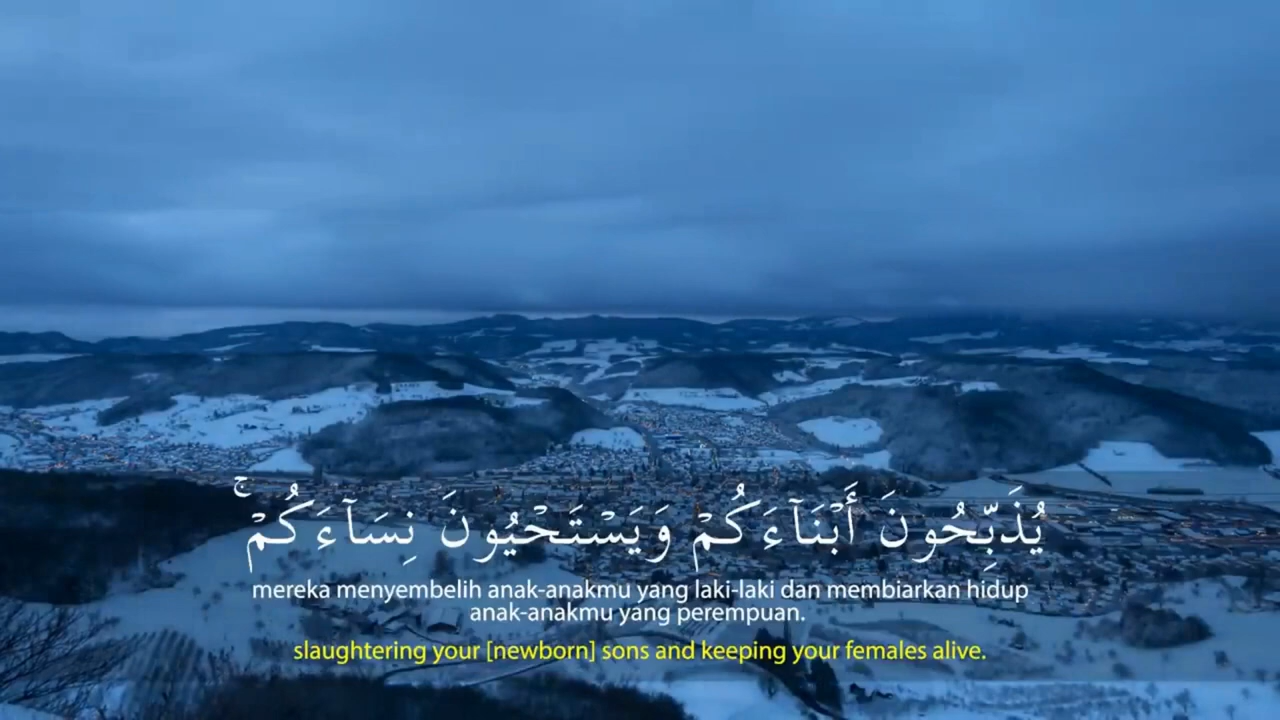 يُذَبِّحُونَ أَبْنَآءَكُمْ وَيَسْتَحْيُونَ نِسَآءَكُمْ ۚ
mereka menyembelih anak-anakmu yang laki-laki dan membiarkan hidup
anak-anakmu yang perempuan.
slaughtering your [newborn] sons and keeping your females alive.